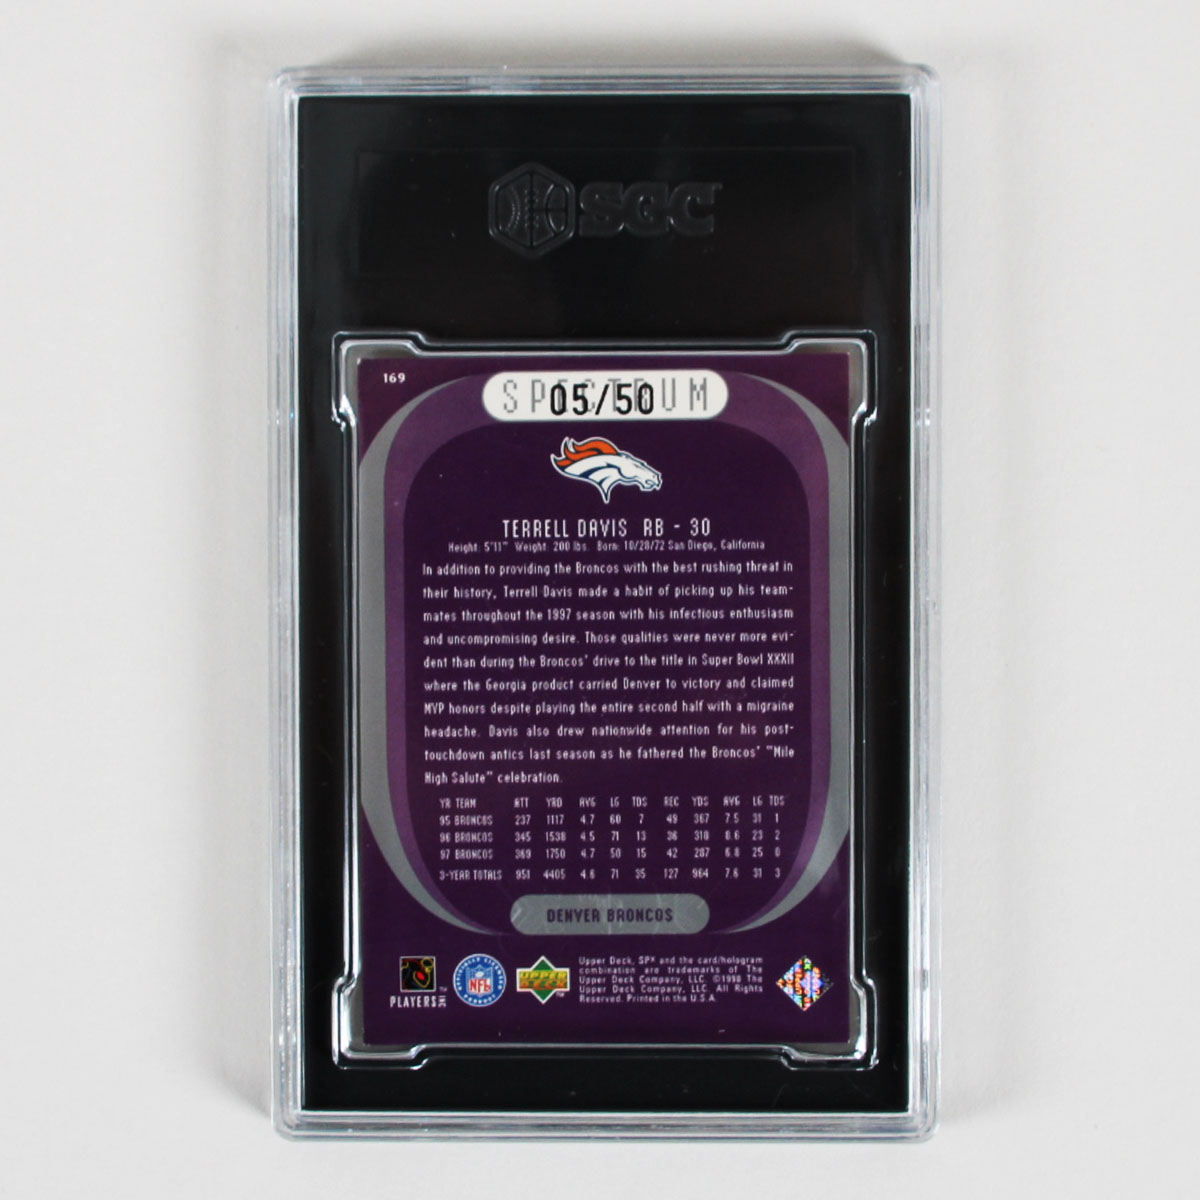 SGC
169
SPECTRUM
05/50
TERRELL DAVIS RB - 30
Height: 5'11" Weight: 200 lbs. Born: 10/28/72 San Diego, California
In addition to providing the Broncos with the best rushing threat in
their history, Terrell Davis made a habit of picking up his team-
mates throughout the 1997 season with his infectious enthusiasm
and uncompromising desire. Those qualities were never more evi-
dent than during the Broncos' drive to the title in Super Bowl XXXII
where the Georgia product carried Denver to victory and claimed
MVP honors despite playing the entire second half with a migraine
headache. Davis also drew nationwide attention for his post-
touchdown antics last season as he fathered the Broncos' "Mile
High Salute" celebration.
YR TEAM ATT YRD AVG LG TDS REC YDS AVG LG TDS
95 BRONCOS 237 1117 4.7 60 7 49 367 7.5 31 1
96 BRONCOS 345 1538 4.5 71 13 36 310 8.6 23 2
97 BRONCOS 369 1750 4.7 50 15 42 287 6.8 25 0
3-YEAR TOTALS 951 4405 4.6 71 35 127 964 7.6 31 3
DENVER BRONCOS
PLAYERS INC
NFL
UPPER DECK
Upper Deck, SP* and the card/hologram
combination are trademarks of The
Upper Deck Company, LLC. ©1998 The
Upper Deck Company, LLC. All Rights
Reserved. Printed in the U.S.A.